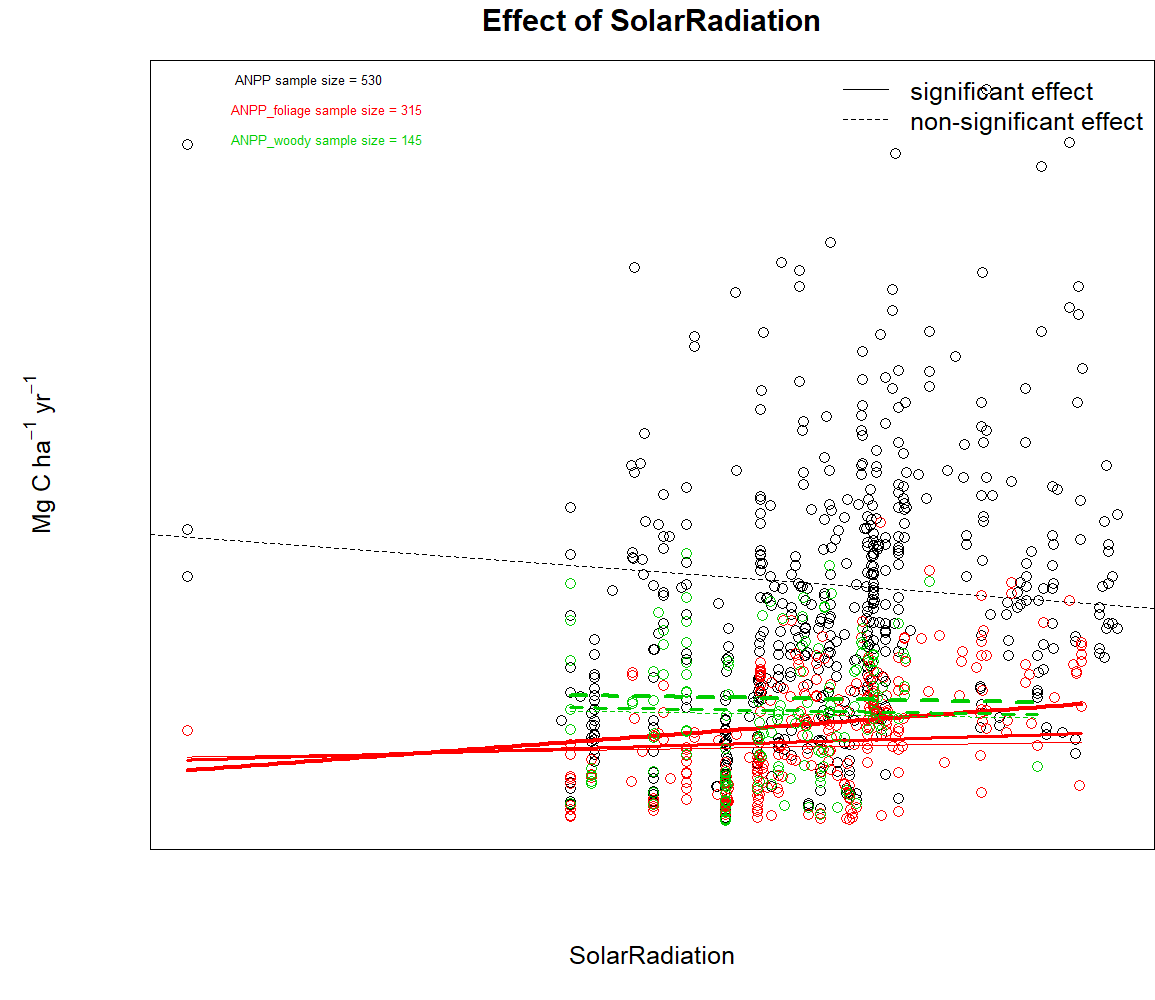 Effect of SolarRadiation
ANPP sample size = 530
ANPP_foliage sample size = 315
ANPP_woody sample size = 145
significant effect
non-significant effect
Mg C ha⁻¹ yr⁻¹
SolarRadiation